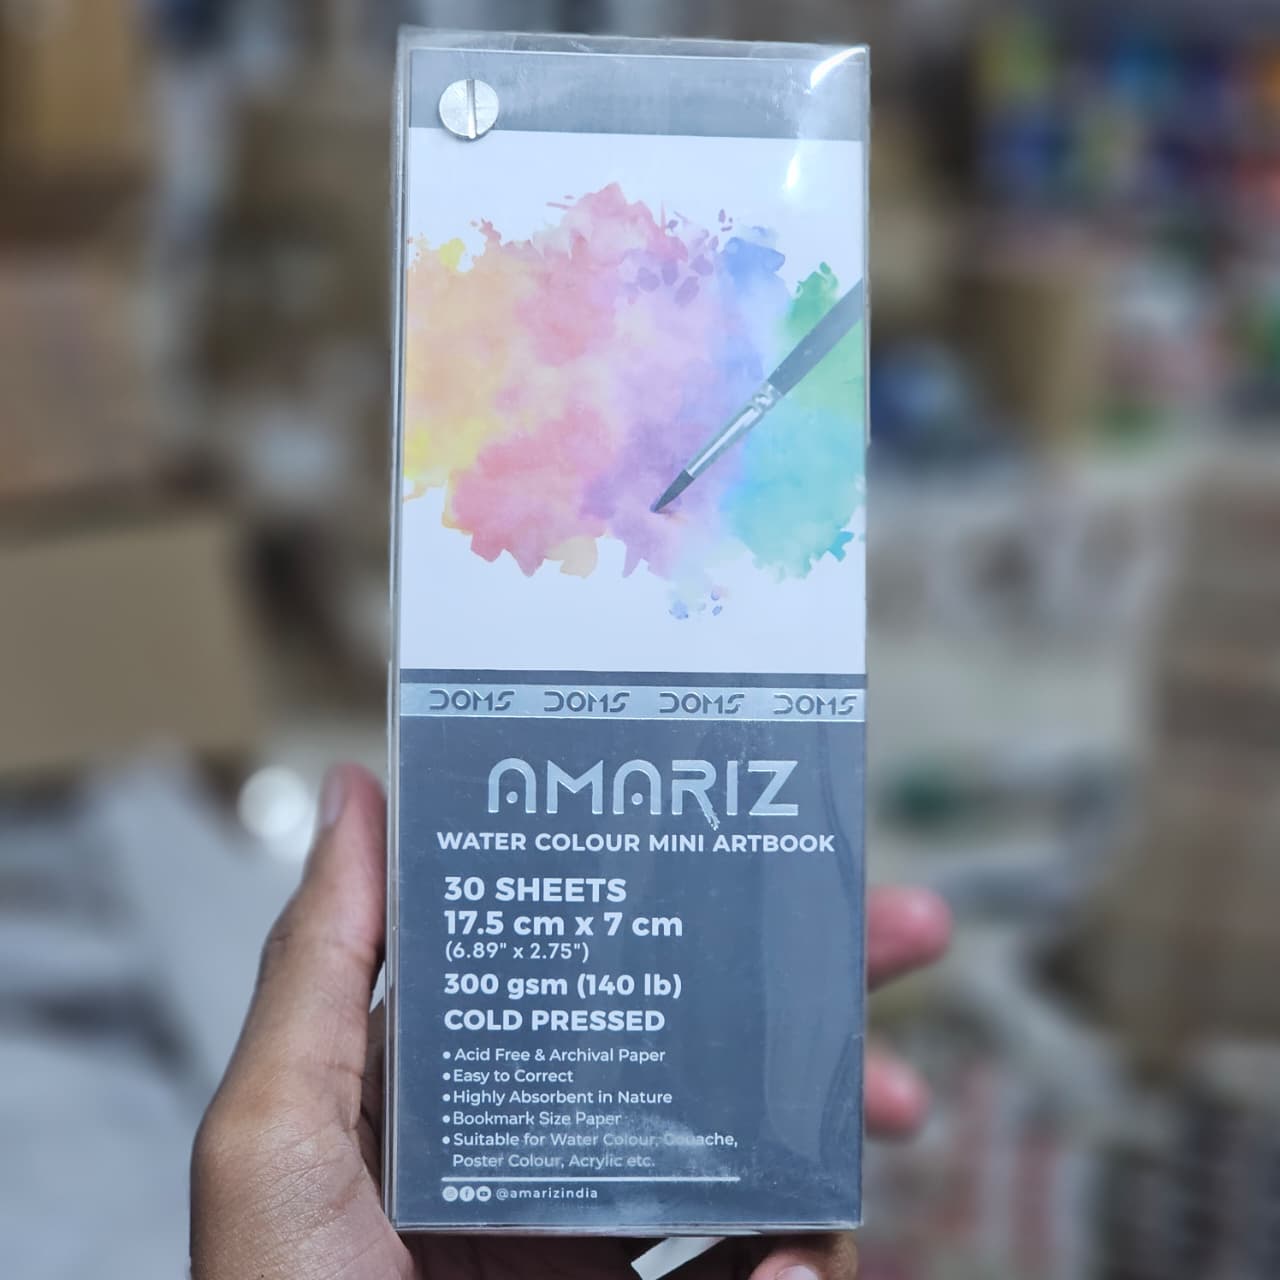 DOMS DOMS DOMS DOMS
AMARIZ
WATER COLOUR MINI ARTBOOK
30 SHEETS
17.5 cm x 7 cm
(6.89" x 2.75")
300 gsm (140 lb)
COLD PRESSED
• Acid Free & Archival Paper
• Easy to Correct
• Highly Absorbent in Nature
• Bookmark Size Paper
• Suitable for Water Colour, Gouache,
Poster Colour, Acrylic etc.
@amarizindia